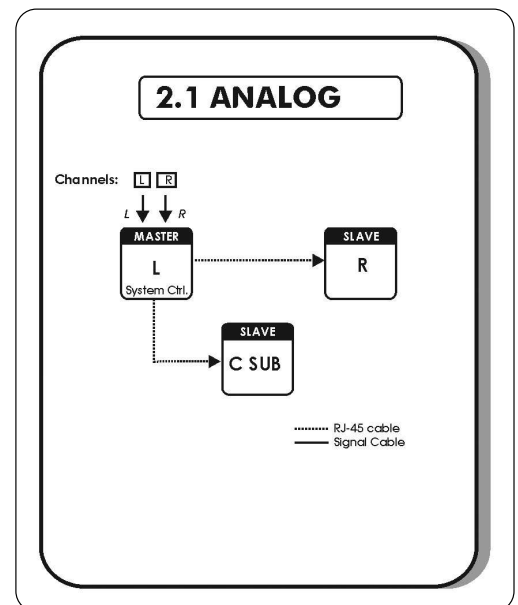 2.1 ANALOG
Channels: L R
L R
MASTER
L
System Ctrl.
SLAVE
R
SLAVE
C SUB
RJ-45 cable
Signal Cable